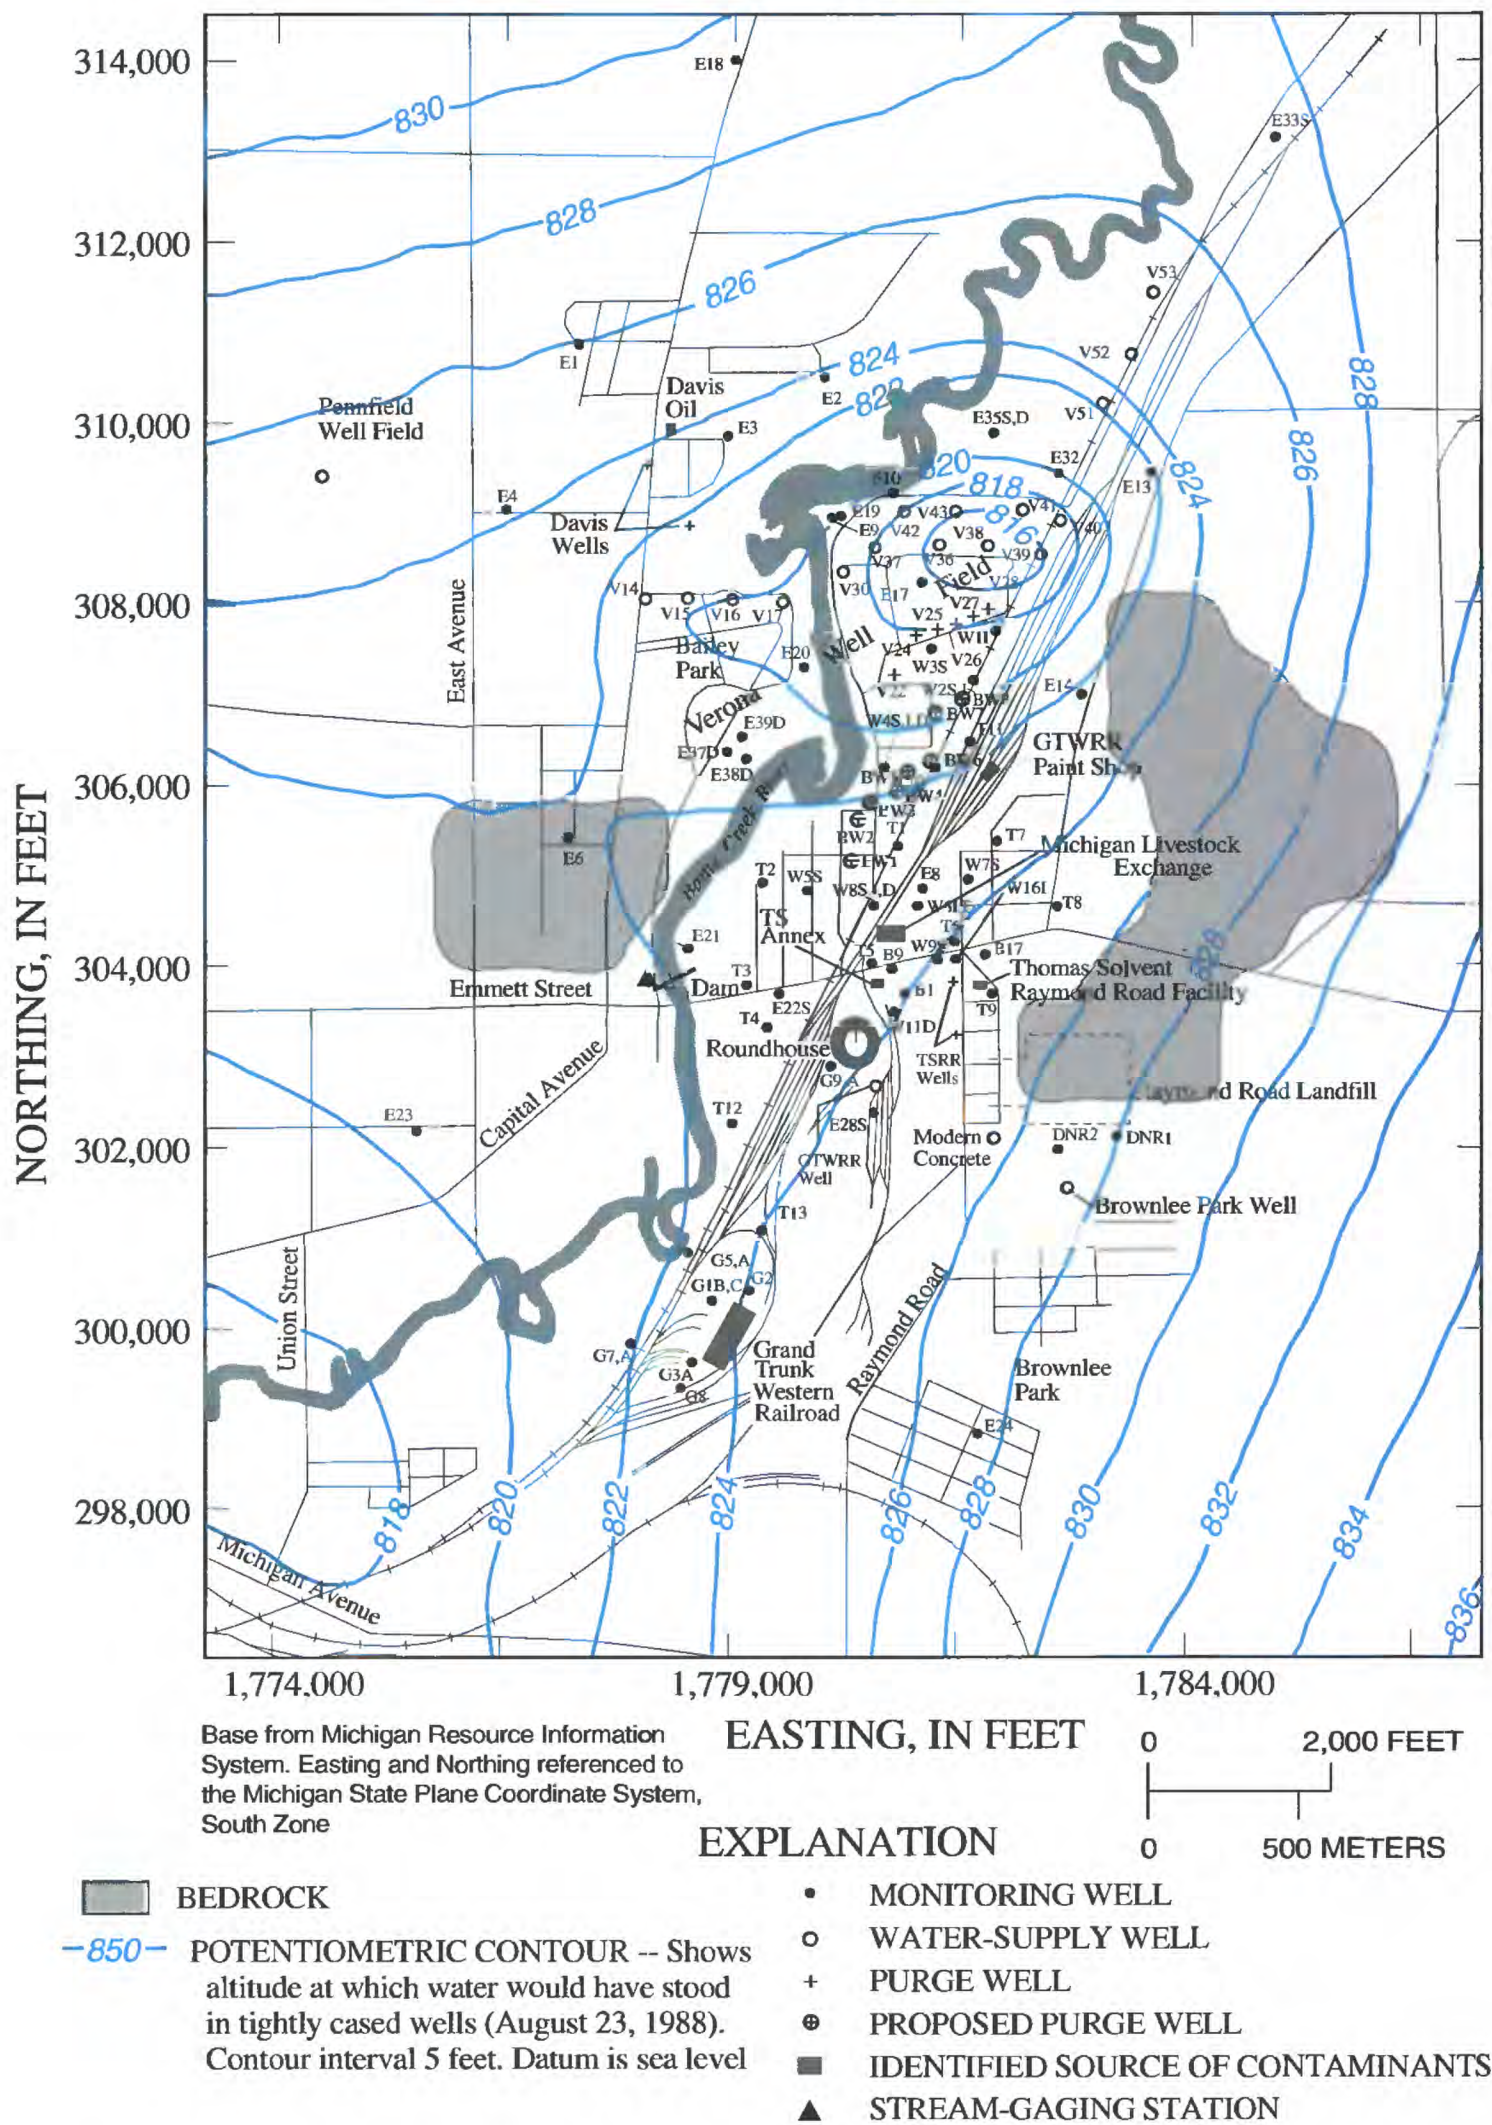 314,000
312,000
310,000
308,000
306,000
304,000
302,000
300,000
298,000
NORTHING, IN FEET
E18
830
E33S
828
826
V53
E1
824
V52
828
E2
Davis
Oil
Pennfield
Well Field
V51
E35S,D
E3
826
E32
820
818
E13
824
E4
E19
V43
V41
V40
816
Davis
Wells
E9
V42
V38
V37
V36
V39
V14
V15
V16
V17
V30
E17
Field
V28
V27
V25
W11
Well
V24
W3S
V26
Bailey
Park
E20
East Avenue
V22
E14
Verona
E39D
E37D
E38D
GTWRR
Paint Shop
BW2
T1
T7
Michigan Livestock
Exchange
E6
T2
W5S
E8
W7S
W16I
W8S
T8
TS
Annex
E21
B9
B17
Emmett Street
T3
Dam
Thomas Solvent
Raymond Road Facility
828
E22S
T4
B1
T9
Roundhouse
TSRR
Wells
Capital Avenue
G9,A
E23
T12
E28S
Modern
Concrete
DNR2
DNR1
GTWRR
Well
Brownlee Park Well
T13
G5,A
G1B,C
G2
Union Street
Raymond Road
G7,A
G3A
G8
Grand
Trunk
Western
Railroad
Brownlee
Park
E24
818
820
822
824
826
828
830
832
834
836
Michigan Avenue
1,774,000
1,779,000
1,784,000
EASTING, IN FEET
Base from Michigan Resource Information
System. Easting and Northing referenced to
the Michigan State Plane Coordinate System,
South Zone
0 2,000 FEET
0 500 METERS
EXPLANATION
BEDROCK
850 POTENTIOMETRIC CONTOUR -- Shows
altitude at which water would have stood
in tightly cased wells (August 23, 1988).
Contour interval 5 feet. Datum is sea level
MONITORING WELL
WATER-SUPPLY WELL
PURGE WELL
PROPOSED PURGE WELL
IDENTIFIED SOURCE OF CONTAMINANTS
STREAM-GAGING STATION